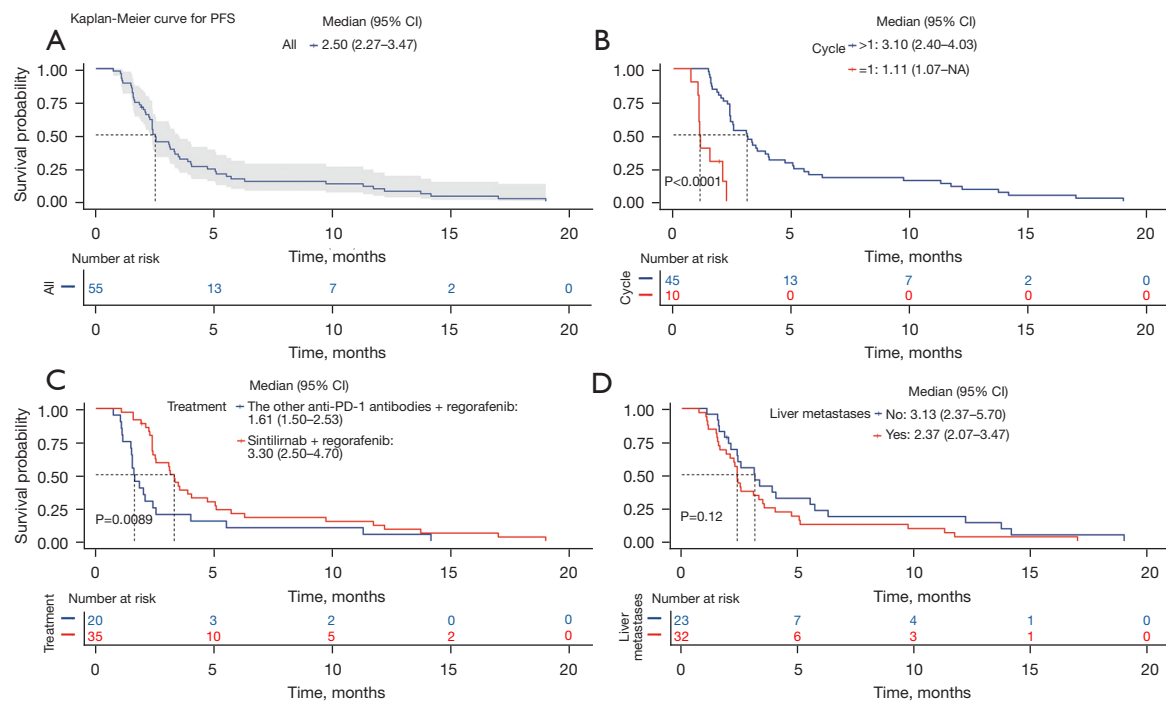 Kaplan-Meier curve for PFS
A
Median (95% CI)
All 2.50 (2.27–3.47)
Survival probability
1.00
0.75
0.50
0.25
0.00
0 5 10 15 20
Time, months
Number at risk
All
55 13 7 2 0
0 5 10 15 20
Time, months
B
Median (95% CI)
Cycle >1: 3.10 (2.40–4.03)
=1: 1.11 (1.07–NA)
1.00
0.75
0.50
0.25
0.00
P<0.0001
0 5 10 15 20
Time, months
Number at risk
Cycle
45 13 7 2 0
10 0 0 0 0
0 5 10 15 20
Time, months
C
Median (95% CI)
Treatment The other anti-PD-1 antibodies + regorafenib:
1.61 (1.50–2.53)
Sintilirnab + regorafenib:
3.30 (2.50–4.70)
Survival probability
1.00
0.75
0.50
0.25
0.00
P=0.0089
0 5 10 15 20
Time, months
Number at risk
Treatment
20 3 2 0 0
35 10 5 2 0
0 5 10 15 20
Time, months
D
Median (95% CI)
Liver metastases No: 3.13 (2.37–5.70)
Yes: 2.37 (2.07–3.47)
1.00
0.75
0.50
0.25
0.00
P=0.12
0 5 10 15 20
Time, months
Number at risk
Liver
metastases
23 7 4 1 0
32 6 3 1 0
0 5 10 15 20
Time, months